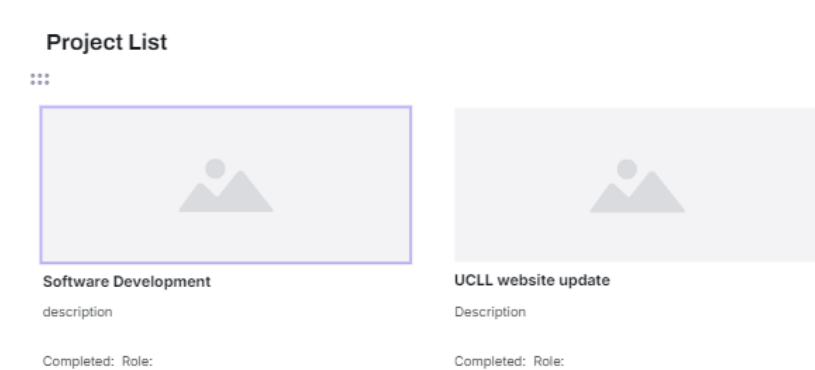 Project List
Software Development
description
Completed: Role:
UCLL website update
Description
Completed: Role: